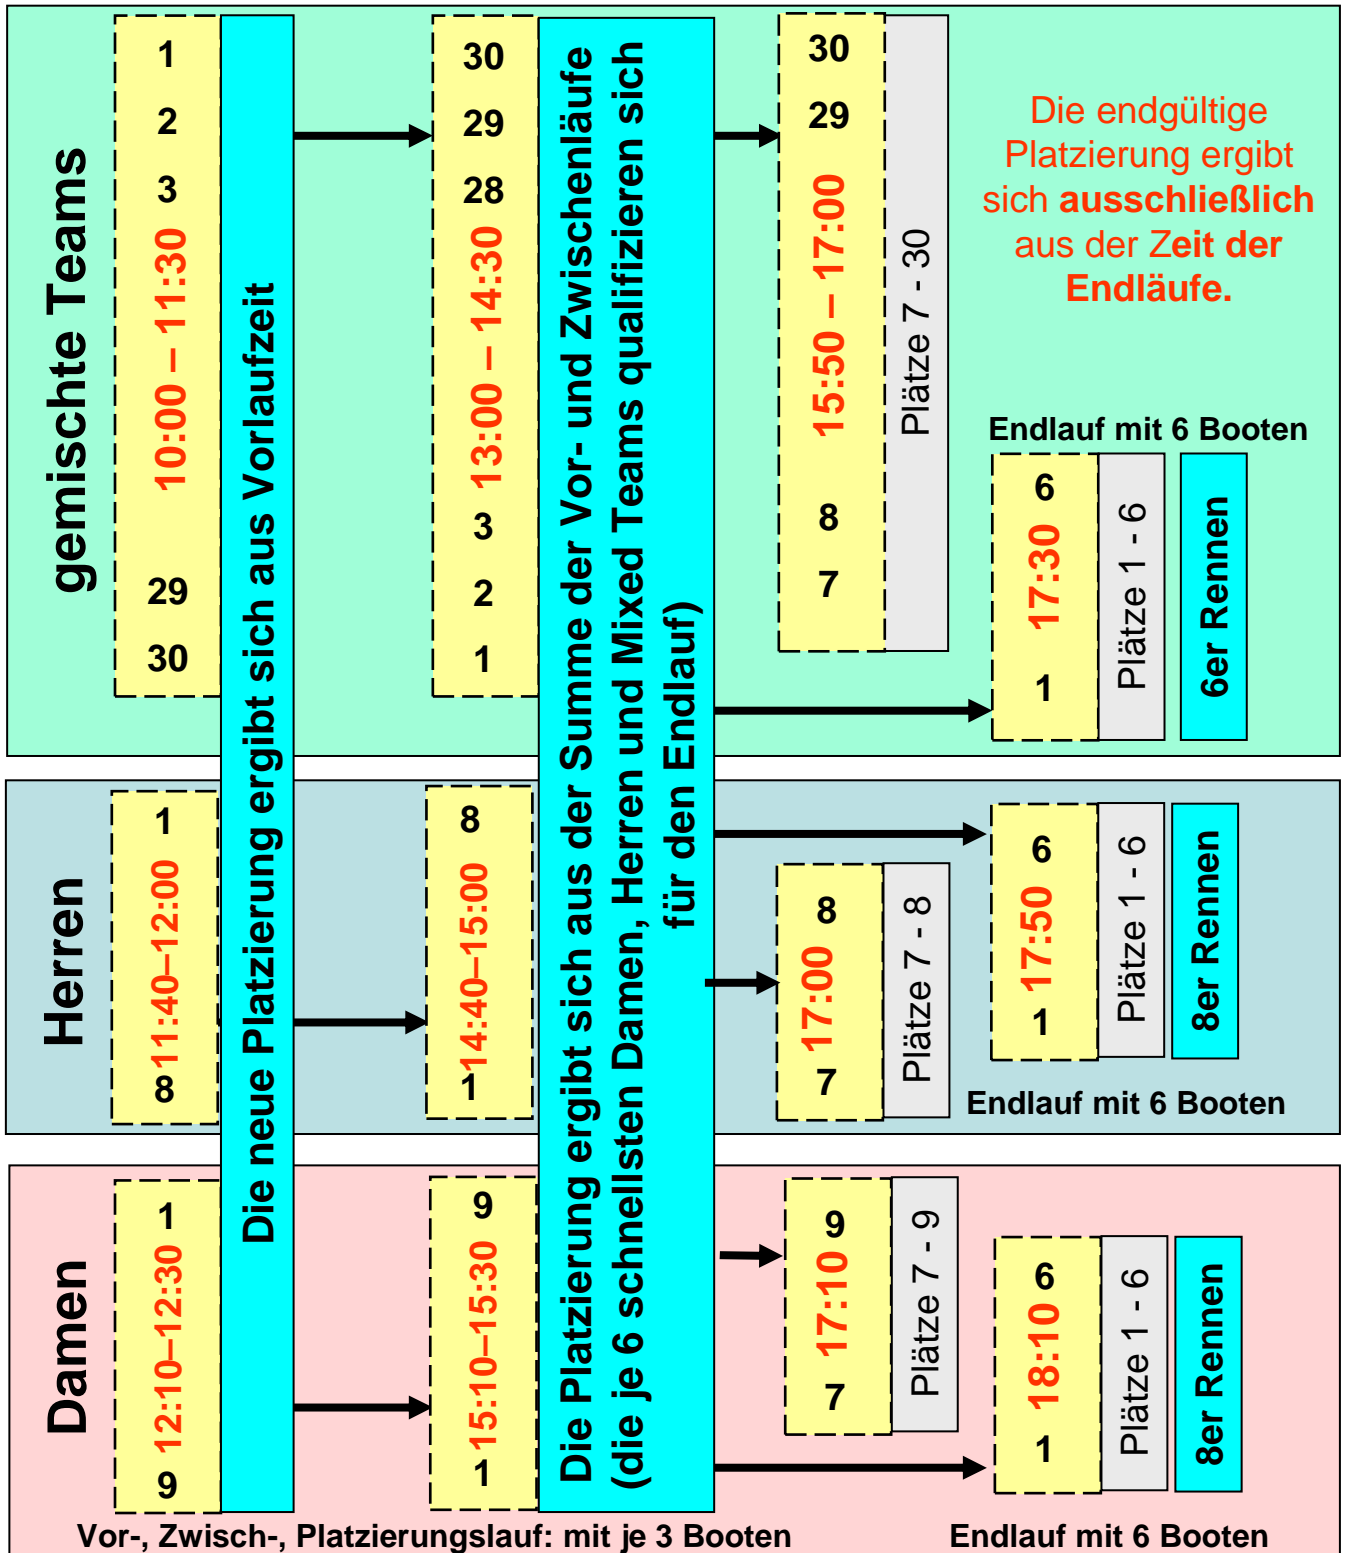 gemischte Teams
1
2
3
10:00 – 11:30
29
30
Die neue Platzierung ergibt sich aus Vorlaufzeit
30
29
28
13:00 – 14:30
3
2
1
Die Platzierung ergibt sich aus der Summe der Vor- und Zwischenläufe
(die je 6 schnellsten Damen, Herren und Mixed Teams qualifizieren sich
für den Endlauf)
30
29
15:50 – 17:00
8
7
Plätze 7 - 30
Die endgültige
Platzierung ergibt
sich ausschließlich
aus der Zeit der
Endläufe.
Endlauf mit 6 Booten
6
17:30
1
Plätze 1 - 6
6er Rennen
Herren
1
11:40–12:00
8
8
14:40–15:00
1
8
17:00
7
Plätze 7 - 8
6
17:50
1
Plätze 1 - 6
8er Rennen
Endlauf mit 6 Booten
Damen
1
12:10–12:30
9
9
15:10–15:30
1
9
17:10
7
Plätze 7 - 9
6
18:10
1
Plätze 1 - 6
8er Rennen
Vor-, Zwisch-, Platzierungslauf: mit je 3 Booten
Endlauf mit 6 Booten